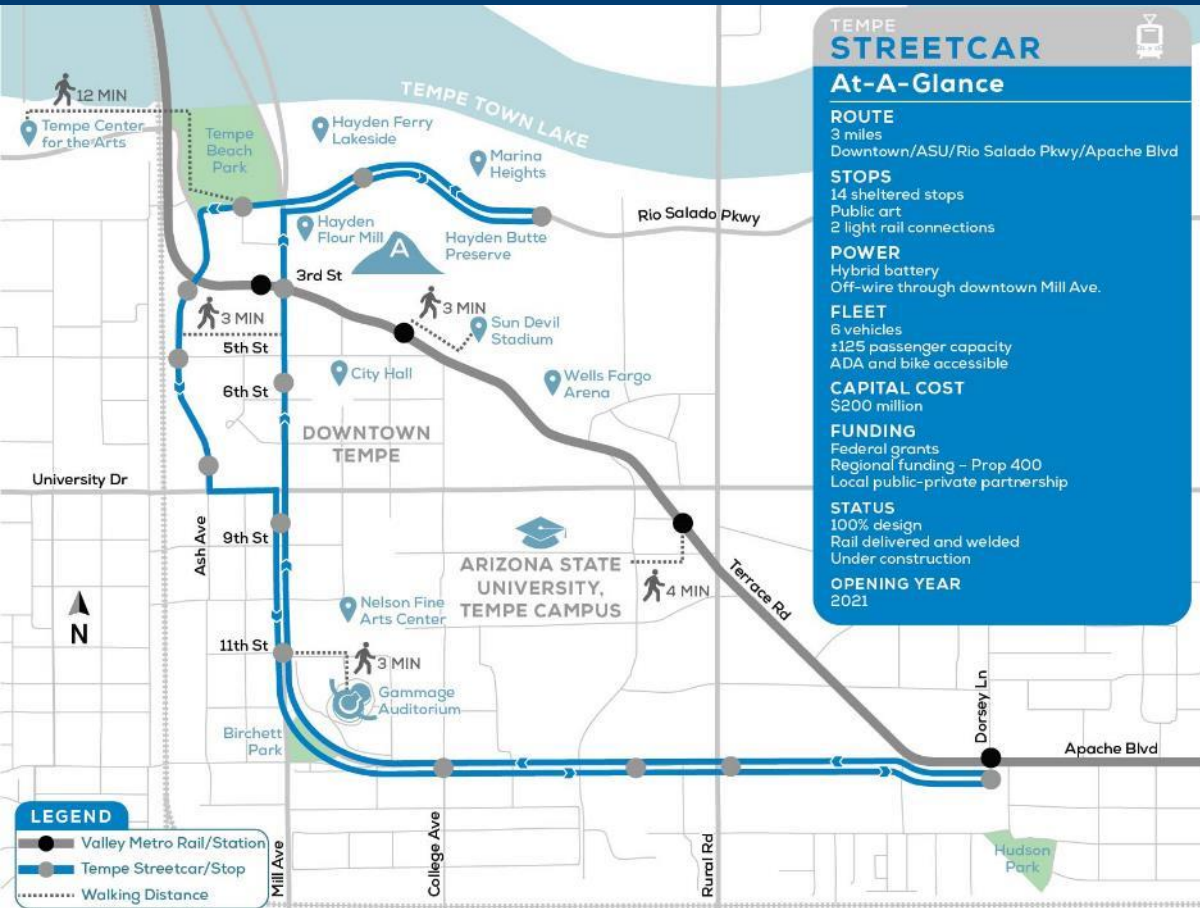 TEMPE
STREETCAR
At-A-Glance
ROUTE
3 miles
Downtown/ASU/Rio Salado Pkwy/Apache Blvd
STOPS
14 sheltered stops
Public art
2 light rail connections
POWER
Hybrid battery
Off-wire through downtown Mill Ave.
FLEET
6 vehicles
±125 passenger capacity
ADA and bike accessible
CAPITAL COST
$200 million
FUNDING
Federal grants
Regional funding – Prop 400
Local public-private partnership
STATUS
100% design
Rail delivered and welded
Under construction
OPENING YEAR
2021
12 MIN
Tempe Center
for the Arts
Tempe
Beach
Park
TEMPE TOWN LAKE
Hayden Ferry
Lakeside
Marina
Heights
Rio Salado Pkwy
Hayden
Flour Mill
A
Hayden Butte
Preserve
3rd St
3 MIN
3 MIN
Sun Devil
Stadium
5th St
City Hall
6th St
Wells Fargo
Arena
DOWNTOWN
TEMPE
University Dr
Ash Ave
9th St
ARIZONA STATE
UNIVERSITY,
TEMPE CAMPUS
4 MIN
Terrace Rd
N
Nelson Fine
Arts Center
11th St
3 MIN
Gammage
Auditorium
Birchett
Park
Dorsey Ln
Apache Blvd
LEGEND
Valley Metro Rail/Station
Tempe Streetcar/Stop
Walking Distance
Mill Ave
College Ave
Rural Rd
Hudson
Park